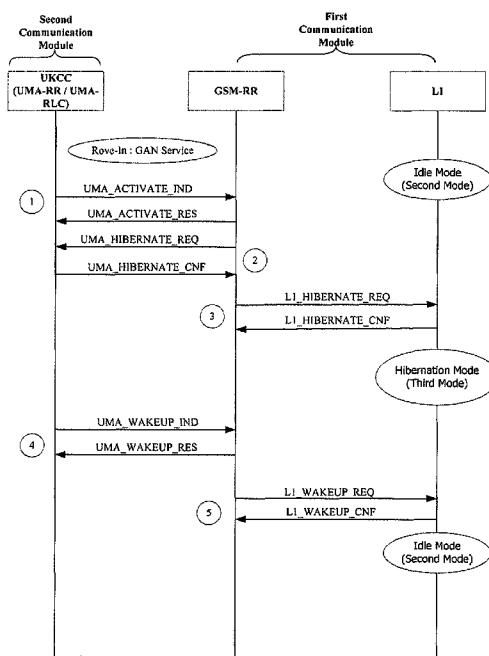 Second
Communication
Module
First
Communication
Module
UKCC
(UMA-RR / UMA-
RLC)
GSM-RR
L1
Rove-In : GAN Service
Idle Mode
(Second Mode)
1
UMA_ACTIVATE_IND
UMA_ACTIVATE_RES
UMA_HIBERNATE_REQ
UMA_HIBERNATE_CNF
2
L1_HIBERNATE_REQ
3
L1_HIBERNATE_CNF
Hibernation Mode
(Third Mode)
UMA_WAKEUP_IND
4
UMA_WAKEUP_RES
L1_WAKEUP_REQ
5
L1_WAKEUP_CNF
Idle Mode
(Second Mode)